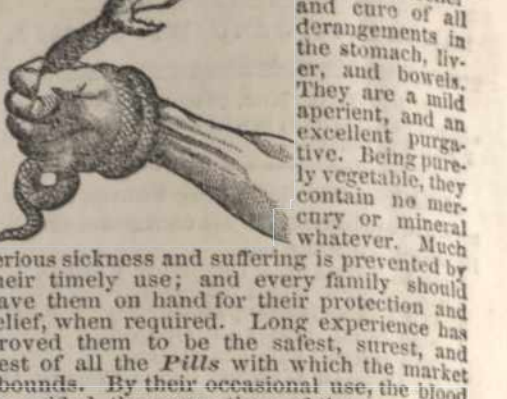 and cure of all
derangements in
the stomach, liv-
er, and bowels.
They are a mild
aperient, and an
excellent purga-
tive. Being pure-
ly vegetable, they
contain no mer-
cury or mineral
whatever. Much
erious sickness and suffering is prevented by
heir timely use; and every family should
ave them on hand for their protection and
elief, when required. Long experience has
roved them to be the safest, surest, and
est of all the Pills with which the market
bounds. By their occasional use, the blood